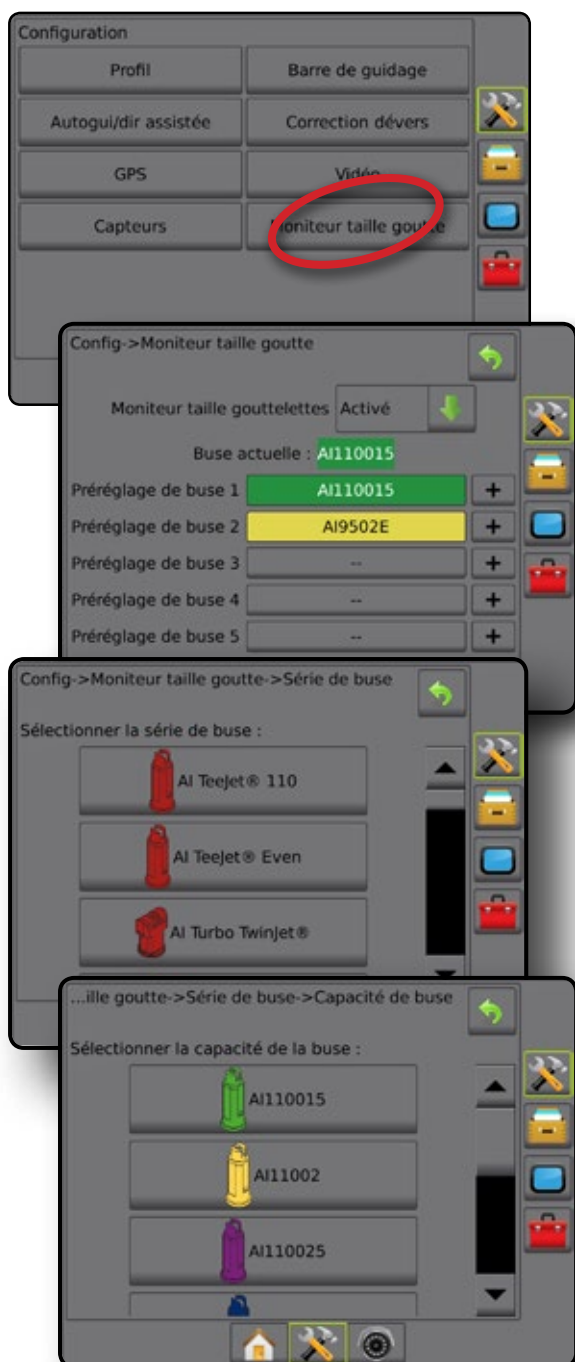 Configuration
Profil Barre de guidage
Autogui/dir assistée Correction dévers
GPS Vidéo
Capteurs Moniteur taille goutte
Config->Moniteur taille goutte
Moniteur taille gouttelettes Activé
Buse actuelle : AI110015
Préréglage de buse 1 AI110015 +
Préréglage de buse 2 AI9502E +
Préréglage de buse 3 -- +
Préréglage de buse 4 -- +
Préréglage de buse 5 -- +
Config->Moniteur taille goutte->Série de buse
Sélectionner la série de buse :
AI TeeJet® 110
AI TeeJet® Even
AI Turbo TwinJet®
...ille goutte->Série de buse->Capacité de buse
Sélectionner la capacité de la buse :
AI110015
AI11002
AI110025